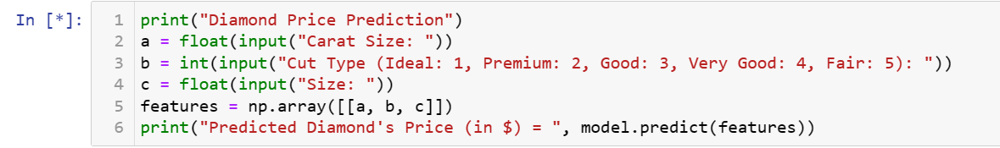 In [*]:
1 print("Diamond Price Prediction")
2 a = float(input("Carat Size: "))
3 b = int(input("Cut Type (Ideal: 1, Premium: 2, Good: 3, Very Good: 4, Fair: 5): "))
4 c = float(input("Size: "))
5 features = np.array([[a, b, c]])
6 print("Predicted Diamond's Price (in $) = ", model.predict(features))